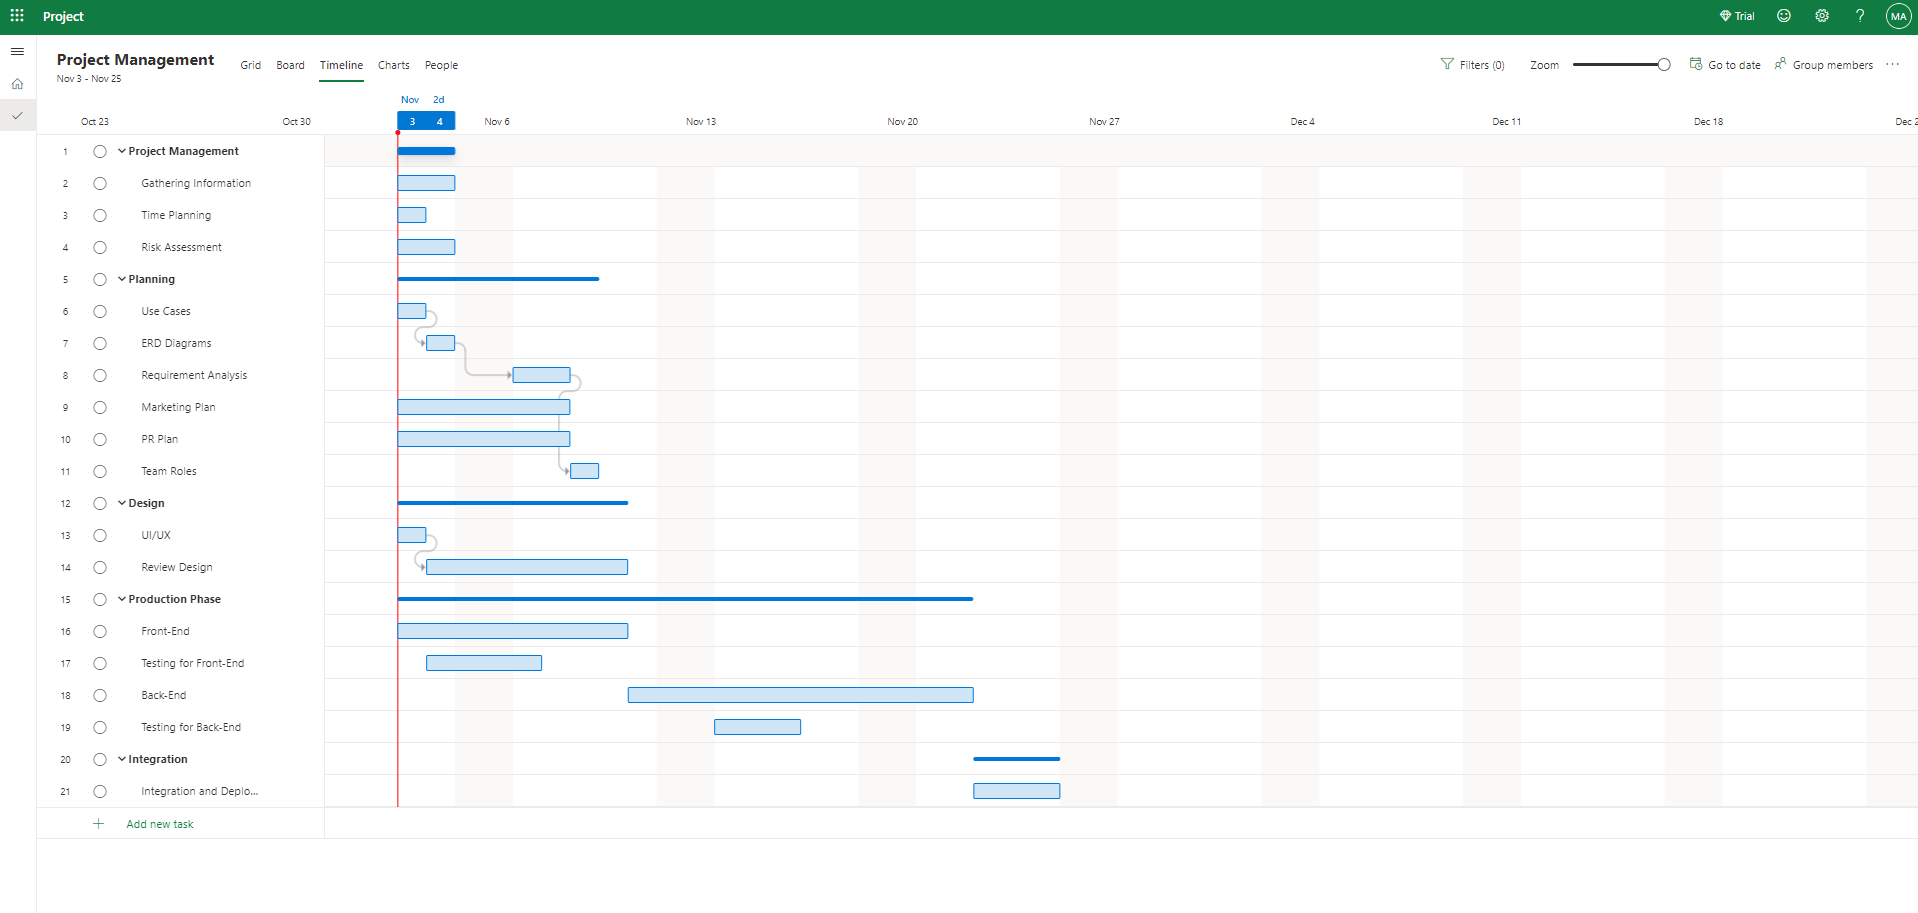 Project
Trial
MA
Project Management
Nov 3 - Nov 25
Grid
Board
Timeline
Charts
People
Filters (0)
Zoom
Go to date
Group members
Nov 2d
Oct 23 Oct 30 3 4 Nov 6 Nov 13 Nov 20 Nov 27 Dec 4 Dec 11 Dec 18 Dec 2
1 Project Management
2 Gathering Information
3 Time Planning
4 Risk Assessment
5 Planning
6 Use Cases
7 ERD Diagrams
8 Requirement Analysis
9 Marketing Plan
10 PR Plan
11 Team Roles
12 Design
13 UI/UX
14 Review Design
15 Production Phase
16 Front-End
17 Testing for Front-End
18 Back-End
19 Testing for Back-End
20 Integration
21 Integration and Deplo...
Add new task